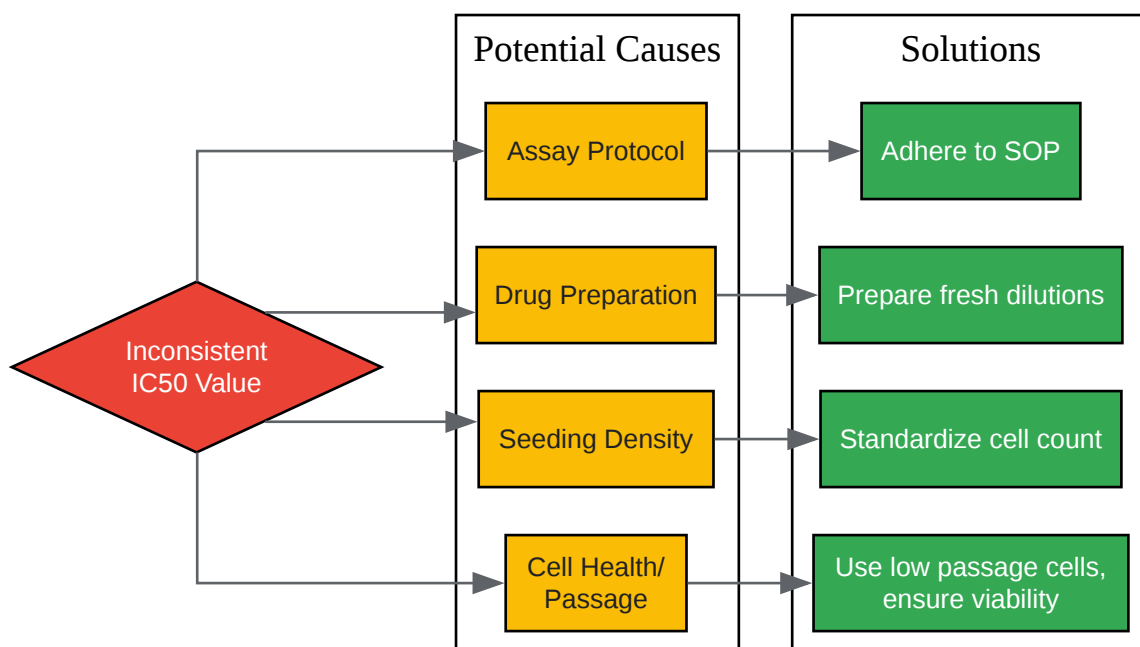 Potential Causes
Solutions
Assay Protocol
Adhere to SOP
Drug Preparation
Prepare fresh dilutions
Inconsistent
IC50 Value
Seeding Density
Standardize cell count
Cell Health/
Passage
Use low passage cells,
ensure viability